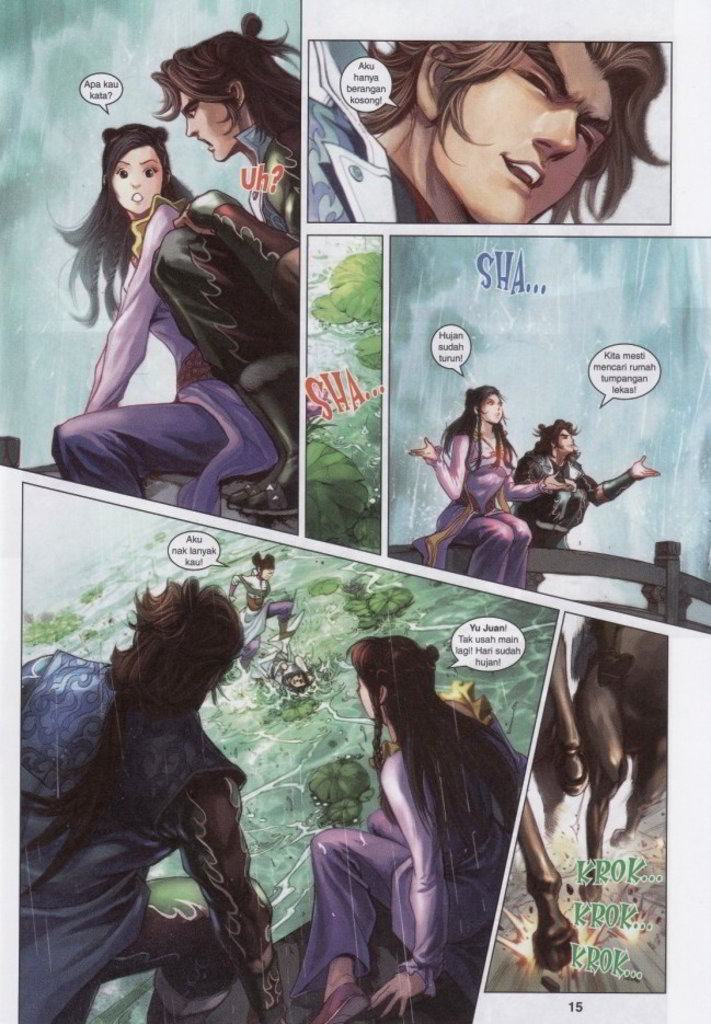 Apa kau
kata?
Uh?
Aku
hanya
berangan
kosong!
SHA...
SHA...
Hujan
sudah
turun!
Kita mesti
mencari rumah
tumpangan
lekas!
Aku
nak lanyak
kau!
Yu Juan!
Tak usah main
lagi! Hari sudah
hujan!
KROK...
KROK...
KROK...
15